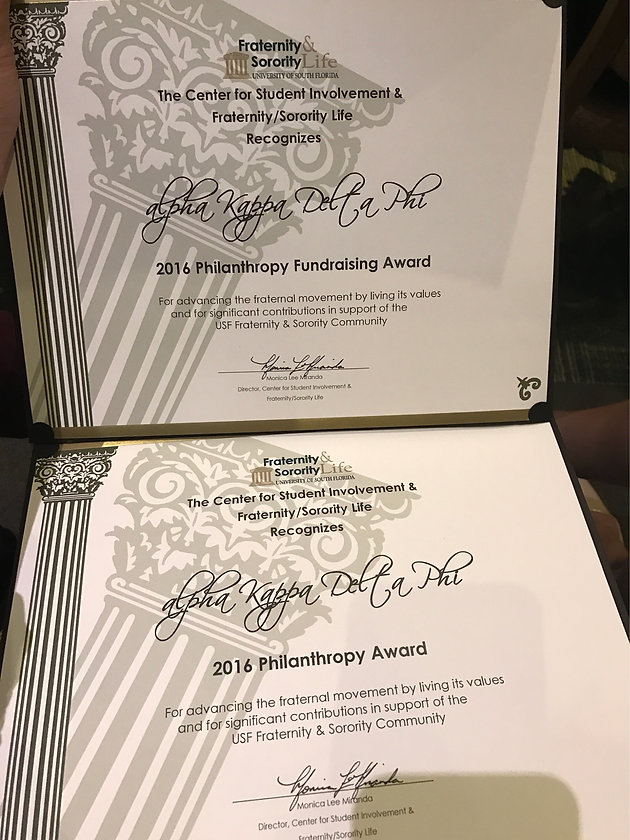 Fraternity &
Sorority Life
UNIVERSITY OF SOUTH FLORIDA
The Center for Student Involvement &
Fraternity/Sorority Life
Recognizes
alpha Kappa Delta Phi
2016 Philanthropy Fundraising Award
For advancing the fraternal movement by living its values
and for significant contributions in support of the
USF Fraternity & Sorority Community
Monica Lee Miranda
Director, Center for Student Involvement &
Fraternity/Sorority Life
Fraternity &
Sorority Life
UNIVERSITY OF SOUTH FLORIDA
The Center for Student Involvement &
Fraternity/Sorority Life
Recognizes
alpha Kappa Delta Phi
2016 Philanthropy Award
For advancing the fraternal movement by living its values
and for significant contributions in support of the
USF Fraternity & Sorority Community
Monica Lee Miranda
Director, Center for Student Involvement &
Fraternity/Sorority Life